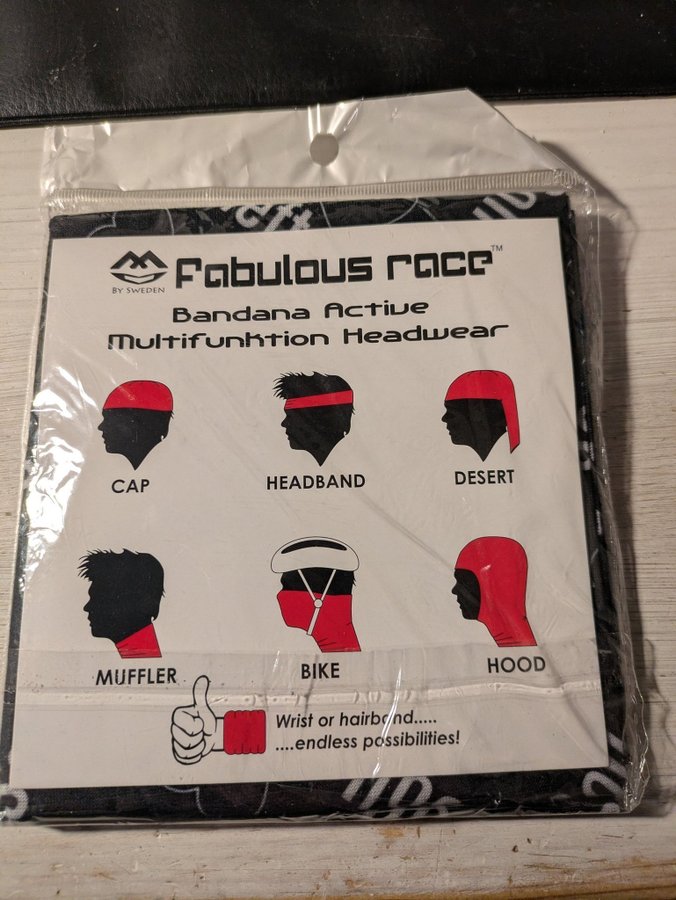 Fabulous race™
BY SWEDEN
Bandana Active
Multifunktion Headwear
CAP
HEADBAND
DESERT
MUFFLER
BIKE
HOOD
Wrist or hairband.....
....endless possibilities!